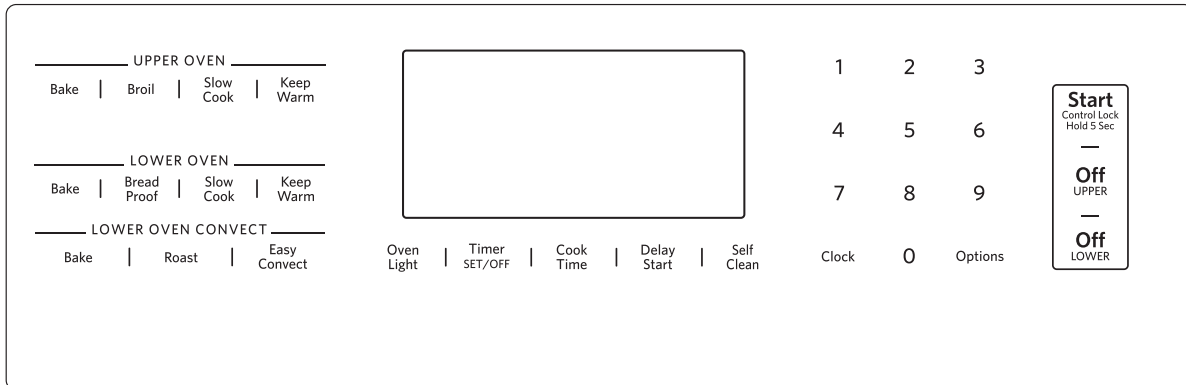 UPPER OVEN
Bake
Broil
Slow
Cook
Keep
Warm
LOWER OVEN
Bake
Bread
Proof
Slow
Cook
Keep
Warm
LOWER OVEN CONVECT
Bake
Roast
Easy
Convect
Oven
Light
Timer
SET/OFF
Cook
Time
Delay
Start
Self
Clean
1 2 3
4 5 6
7 8 9
Clock 0 Options
Start
Control Lock
Hold 5 Sec
Off
UPPER
Off
LOWER